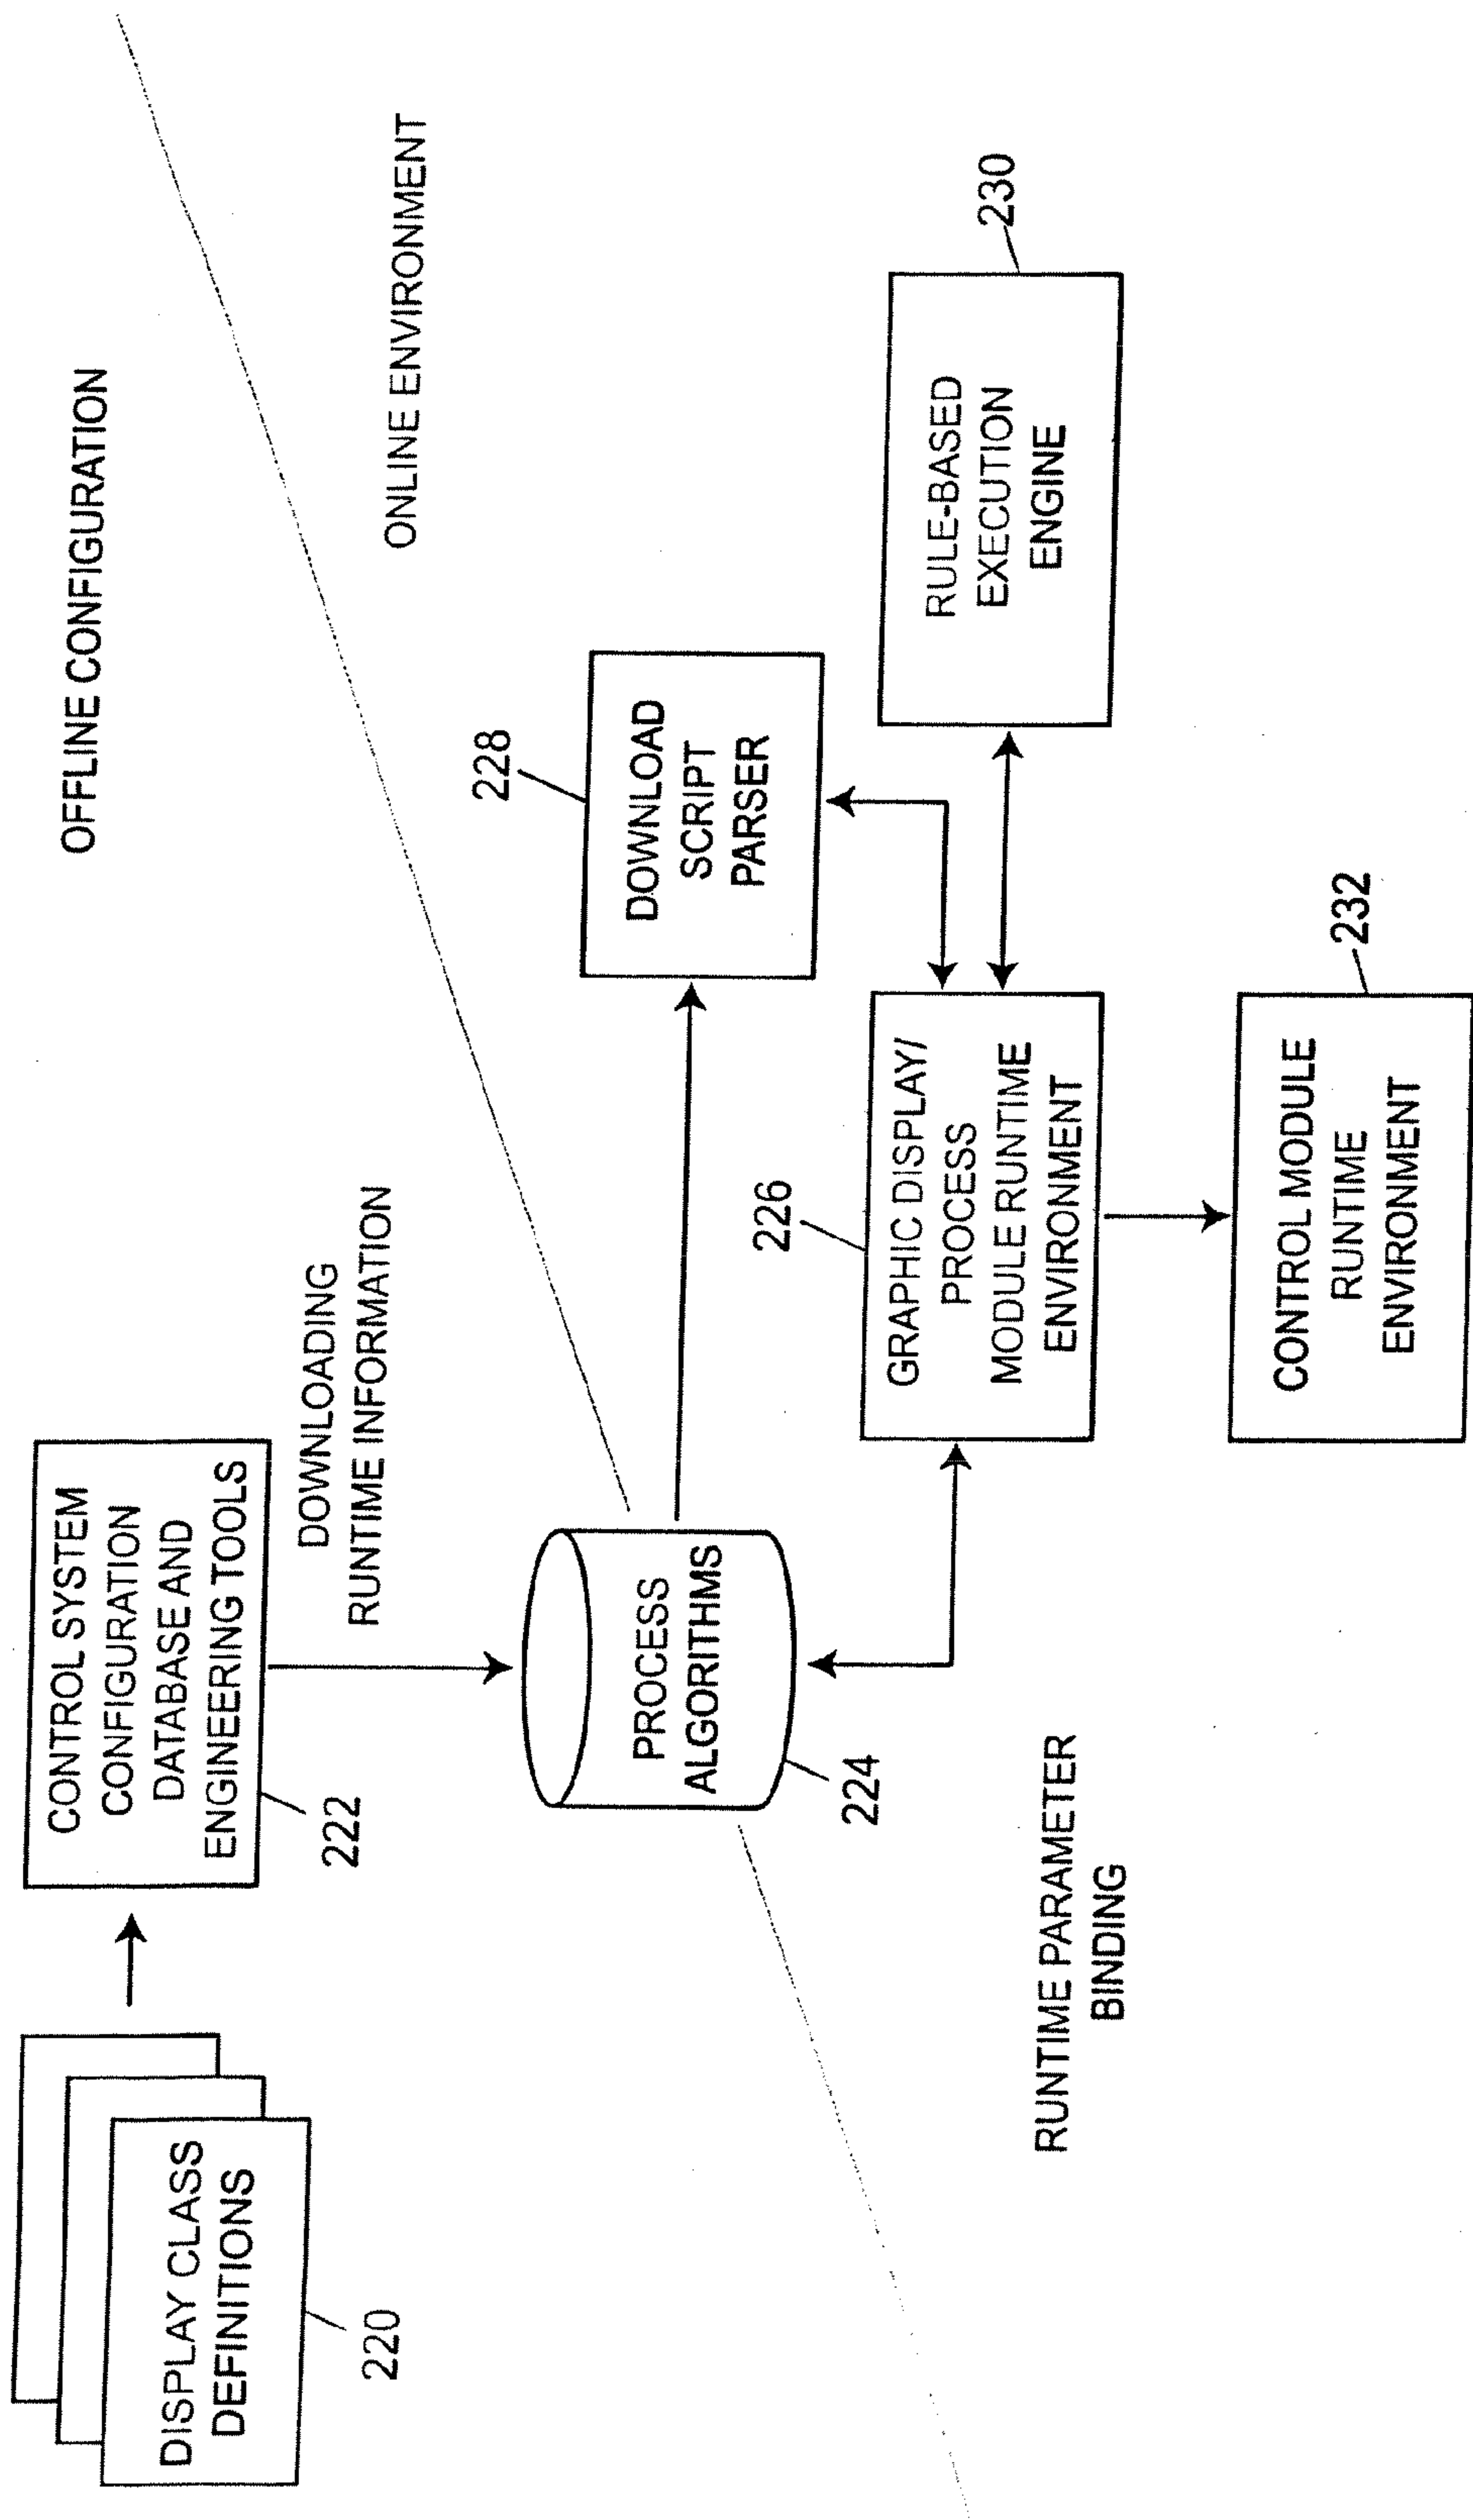 OFFLINE CONFIGURATION
ONLINE ENVIRONMENT
DISPLAY CLASS
DEFINITIONS
220
CONTROL SYSTEM
CONFIGURATION
DATABASE AND
ENGINEERING TOOLS
222
DOWNLOADING
RUNTIME INFORMATION
PROCESS
ALGORITHMS
224
RUNTIME PARAMETER
BINDING
228
DOWNLOAD
SCRIPT
PARSER
226
GRAPHIC DISPLAY/
PROCESS
MODULE RUNTIME
ENVIRONMENT
230
RULE-BASED
EXECUTION
ENGINE
232
CONTROL MODULE
RUNTIME
ENVIRONMENT